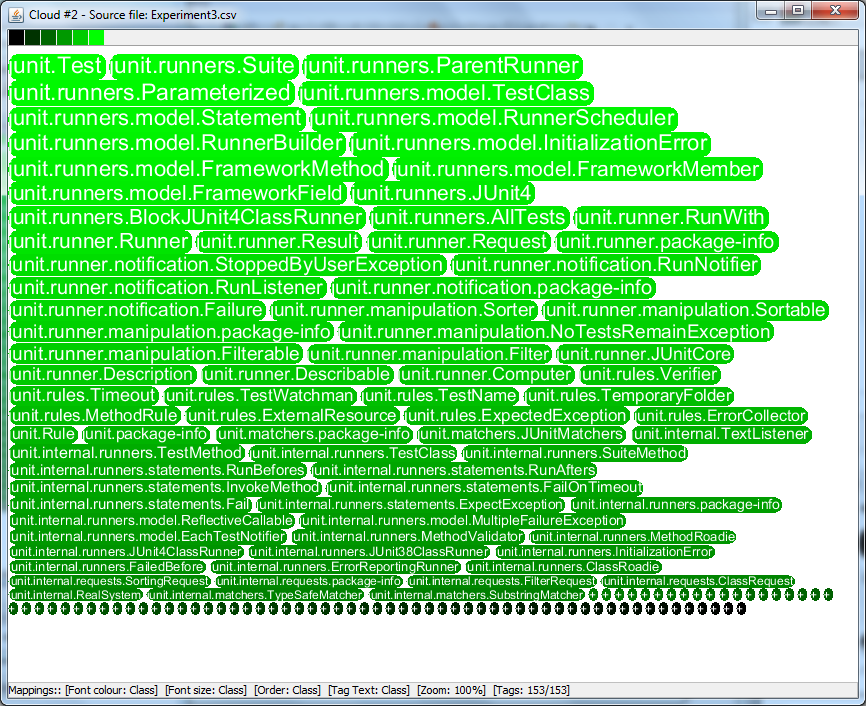 Cloud #2 - Source file: Experiment3.csv
unit.Test unit.runners.Suite unit.runners.ParentRunner
unit.runners.Parameterized unit.runners.model.TestClass
unit.runners.model.Statement unit.runners.model.RunnerScheduler
unit.runners.model.RunnerBuilder unit.runners.model.InitializationError
unit.runners.model.FrameworkMethod unit.runners.model.FrameworkMember
unit.runners.model.FrameworkField unit.runners.JUnit4
unit.runners.BlockJUnit4ClassRunner unit.runners.AllTests unit.runner.RunWith
unit.runner.Runner unit.runner.Result unit.runner.Request unit.runner.package-info
unit.runner.notification.StoppedByUserException unit.runner.notification.RunNotifier
unit.runner.notification.RunListener unit.runner.notification.package-info
unit.runner.notification.Failure unit.runner.manipulation.Sorter unit.runner.manipulation.Sortable
unit.runner.manipulation.package-info unit.runner.manipulation.NoTestsRemainException
unit.runner.manipulation.Filterable unit.runner.manipulation.Filter unit.runner.JUnitCore
unit.runner.Description unit.runner.Describable unit.runner.Computer unit.rules.Verifier
unit.rules.Timeout unit.rules.TestWatchman unit.rules.TestName unit.rules.TemporaryFolder
unit.rules.MethodRule unit.rules.ExternalResource unit.rules.ExpectedException unit.rules.ErrorCollector
unit.Rule unit.package-info unit.matchers.package-info unit.matchers.JUnitMatchers unit.internal.TextListener
unit.internal.runners.TestMethod unit.internal.runners.TestClass unit.internal.runners.SuiteMethod
unit.internal.runners.statements.RunBefores unit.internal.runners.statements.RunAfters
unit.internal.runners.statements.InvokeMethod unit.internal.runners.statements.FailOnTimeout
unit.internal.runners.statements.Fail unit.internal.runners.statements.ExpectException unit.internal.runners.package-info
unit.internal.runners.model.ReflectiveCallable unit.internal.runners.model.MultipleFailureException
unit.internal.runners.model.EachTestNotifier unit.internal.runners.MethodValidator unit.internal.runners.MethodRoadie
unit.internal.runners.JUnit4ClassRunner unit.internal.runners.JUnit38ClassRunner unit.internal.runners.InitializationError
unit.internal.runners.FailedBefore unit.internal.runners.ErrorReportingRunner unit.internal.runners.ClassRoadie
unit.internal.requests.SortingRequest unit.internal.requests.package-info unit.internal.requests.FilterRequest unit.internal.requests.ClassRequest
unit.internal.RealSystem unit.internal.matchers.TypeSafeMatcher unit.internal.matchers.SubstringMatcher
Mappings:: [Font colour: Class] [Font size: Class] [Order: Class] [Tag Text: Class] [Zoom: 100%] [Tags: 153/153]